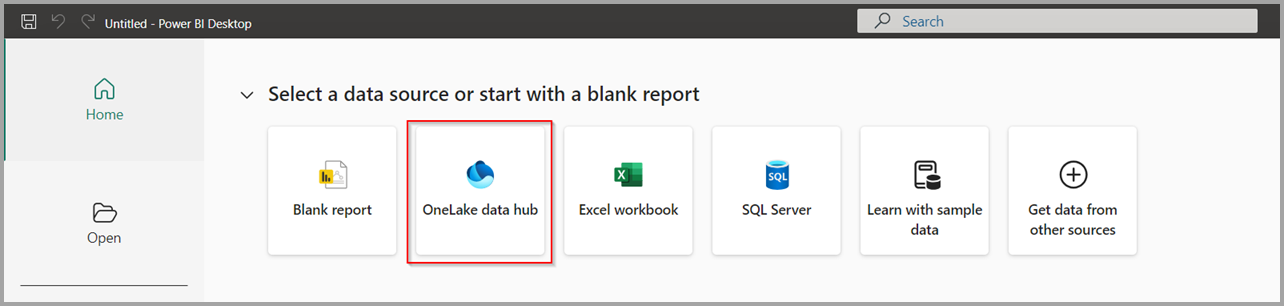 Untitled - Power BI Desktop
Search
Home
Open
Select a data source or start with a blank report
Blank report
OneLake data hub
Excel workbook
SQL
SQL Server
Learn with sample
data
Get data from
other sources